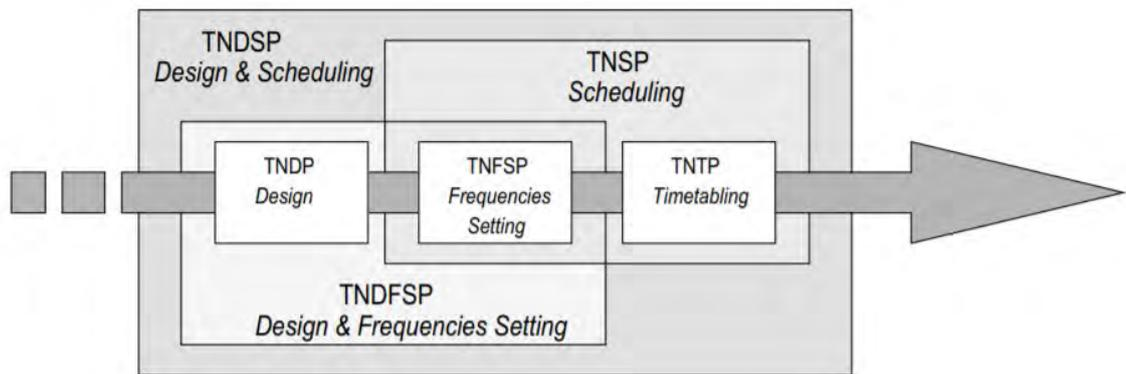 TNDSP
Design & Scheduling
TNSP
Scheduling
TNDP
Design
TNFSP
Frequencies
Setting
TNTP
Timetabling
TNDFSP
Design & Frequencies Setting